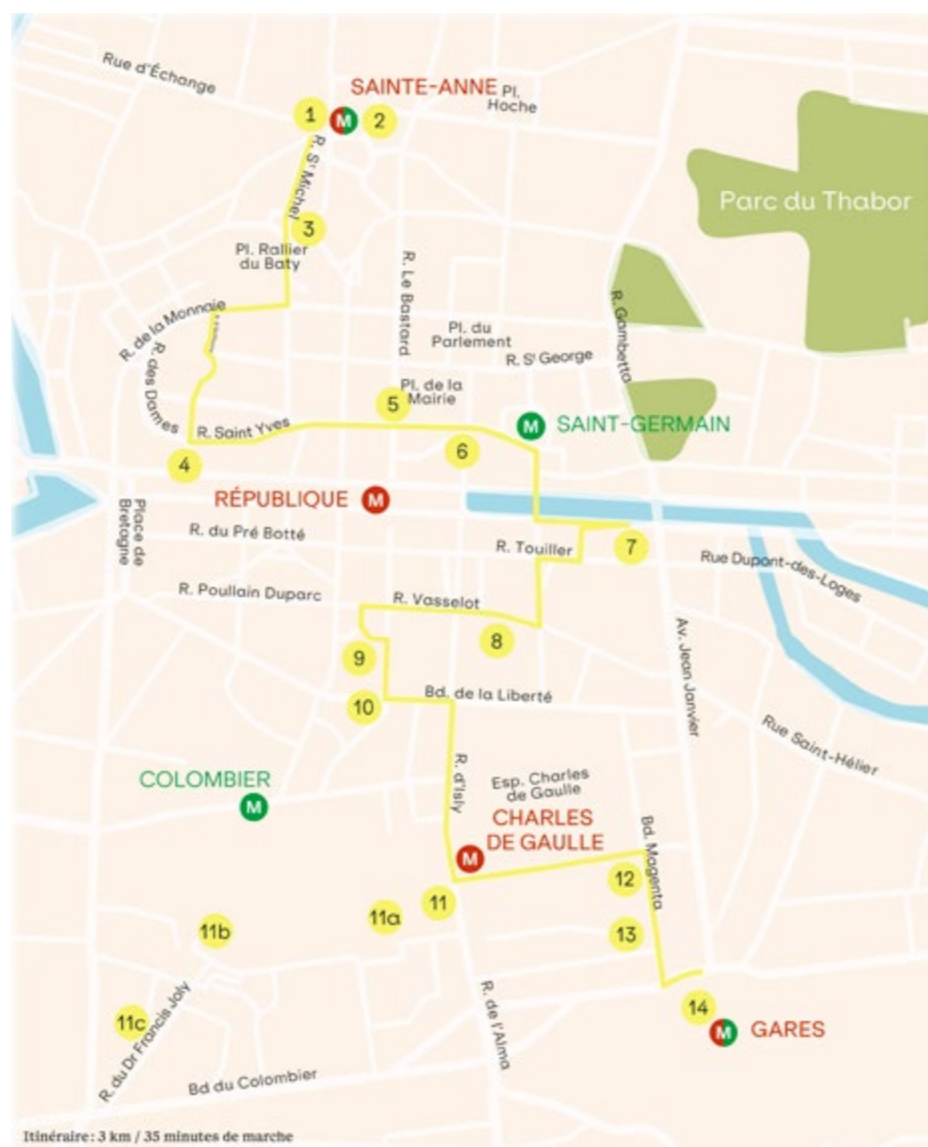 Rue d'Échange
SAINTE-ANNE
Pl.
Hoche
1
M
2
R. Sᵗ Michel
3
Parc du Thabor
Pl. Rallier
du Baty
R. Le Bastard
R. Gambetta
R. de la Monnaie
Pl. du
Parlement
R. Sᵗ George
R. des Dames
5
Pl. de la
Mairie
M
SAINT-GERMAIN
R. Saint Yves
4
6
RÉPUBLIQUE
M
Place de
Bretagne
R. du Pré Botté
R. Touiller
7
Rue Dupont-des-Loges
R. Poullain Duparc
R. Vasselot
8
9
Av. Jean Janvier
10
Bd. de la Liberté
Rue Saint-Hélier
COLOMBIER
M
R. d'Isly
Esp. Charles
de Gaulle
CHARLES
DE GAULLE
M
Bd. Magenta
12
11
11a
11b
13
11c
R. du Dr Francis Joly
R. de l'Alma
14
M
GARES
Bd du Colombier
Itinéraire: 3 km / 35 minutes de marche